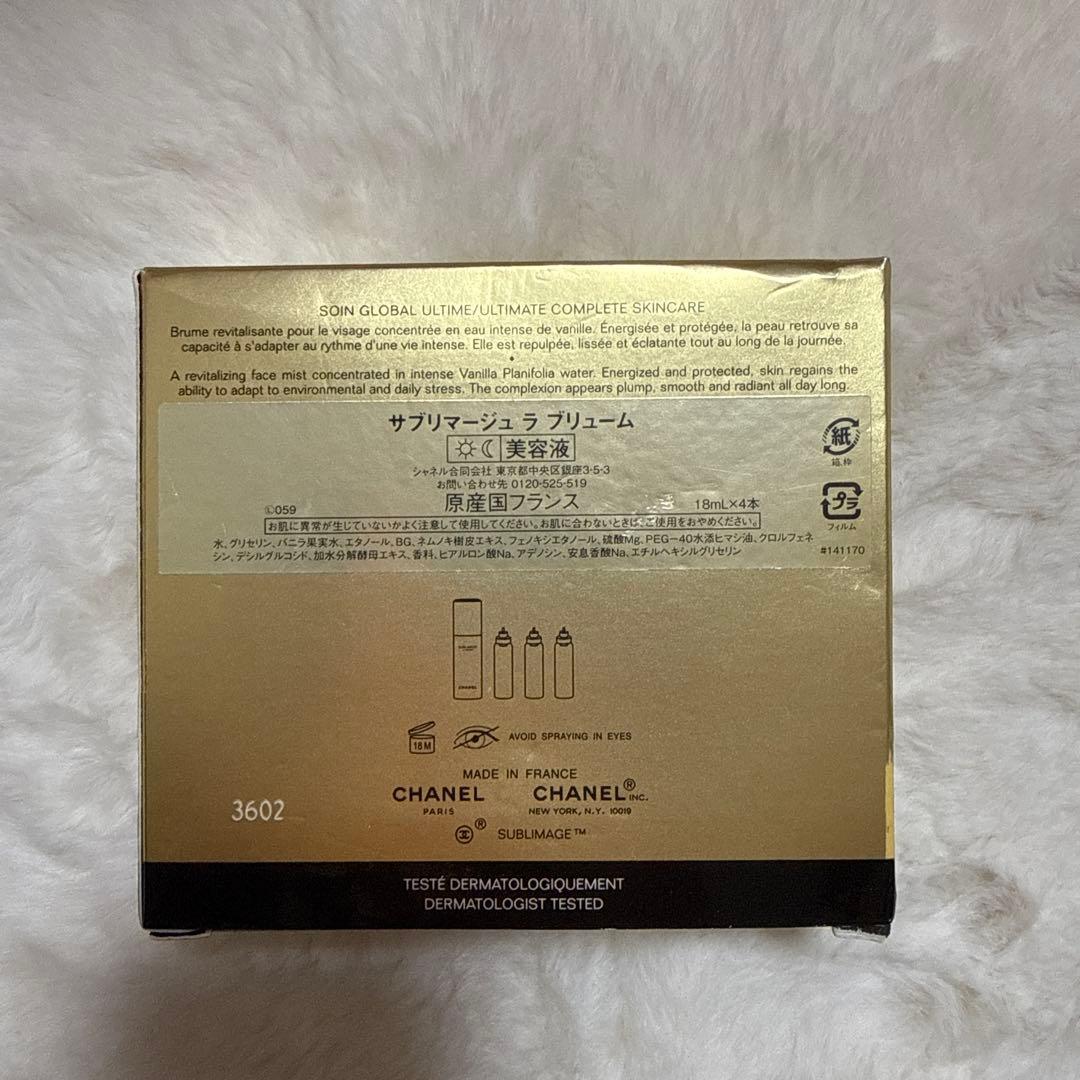 SOIN GLOBAL ULTIME/ULTIMATE COMPLETE SKINCARE
Brume revitalisante pour le visage concentrée en eau intense de vanille. Énergisée et protégée, la peau retrouve sa
capacité à s'adapter au rythme d'une vie intense. Elle est repulpée, lissée et éclatante tout au long de la journée.
A revitalizing face mist concentrated in intense Vanilla Planifolia water. Energized and protected, skin regains the
ability to adapt to environmental and daily stress. The complexion appears plump, smooth and radiant all day long.
サブリマージュ ラ ブリューム
美容液
シャネル合同会社 東京都中央区銀座3-5-3
お問い合わせ先 0120-525-519
Ⓛ059 原産国フランス 18mL×4本
お肌に異常が生じていないかよく注意して使用してください。お肌に合わないときは、ご使用をおやめください。
水、グリセリン、バニラ果実水、エタノール、BG、ネムノキ樹皮エキス、フェノキシエタノール、硫酸Mg、PEG-40水添ヒマシ油、クロルフェネ
シン、デシルグルコシド、加水分解酵母エキス、香料、ヒアルロン酸Na、アデノシン、安息香酸Na、エチルヘキシルグリセリン
紙
箱、枠
プラ
フィルム
#141170
CHANEL
18M
AVOID SPRAYING IN EYES
MADE IN FRANCE
CHANEL CHANEL® INC.
PARIS NEW YORK, N.Y. 10019
3602
® SUBLIMAGE™
TESTÉ DERMATOLOGIQUEMENT
DERMATOLOGIST TESTED